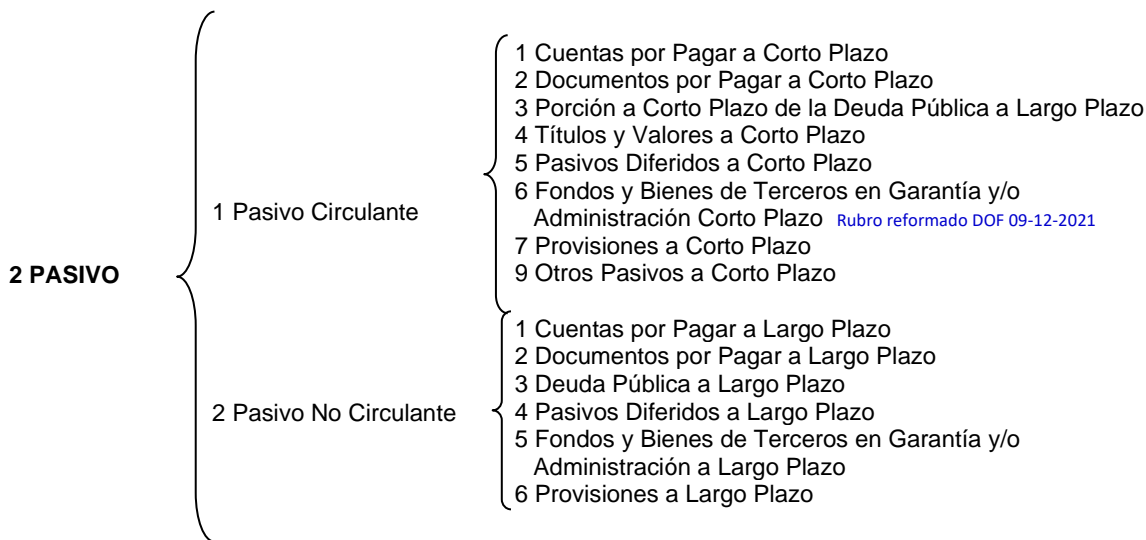 2 PASIVO
1 Pasivo Circulante
1 Cuentas por Pagar a Corto Plazo
2 Documentos por Pagar a Corto Plazo
3 Porción a Corto Plazo de la Deuda Pública a Largo Plazo
4 Títulos y Valores a Corto Plazo
5 Pasivos Diferidos a Corto Plazo
6 Fondos y Bienes de Terceros en Garantía y/o
Administración Corto Plazo Rubro reformado DOF 09-12-2021
7 Provisiones a Corto Plazo
9 Otros Pasivos a Corto Plazo
2 Pasivo No Circulante
1 Cuentas por Pagar a Largo Plazo
2 Documentos por Pagar a Largo Plazo
3 Deuda Pública a Largo Plazo
4 Pasivos Diferidos a Largo Plazo
5 Fondos y Bienes de Terceros en Garantía y/o
Administración a Largo Plazo
6 Provisiones a Largo Plazo